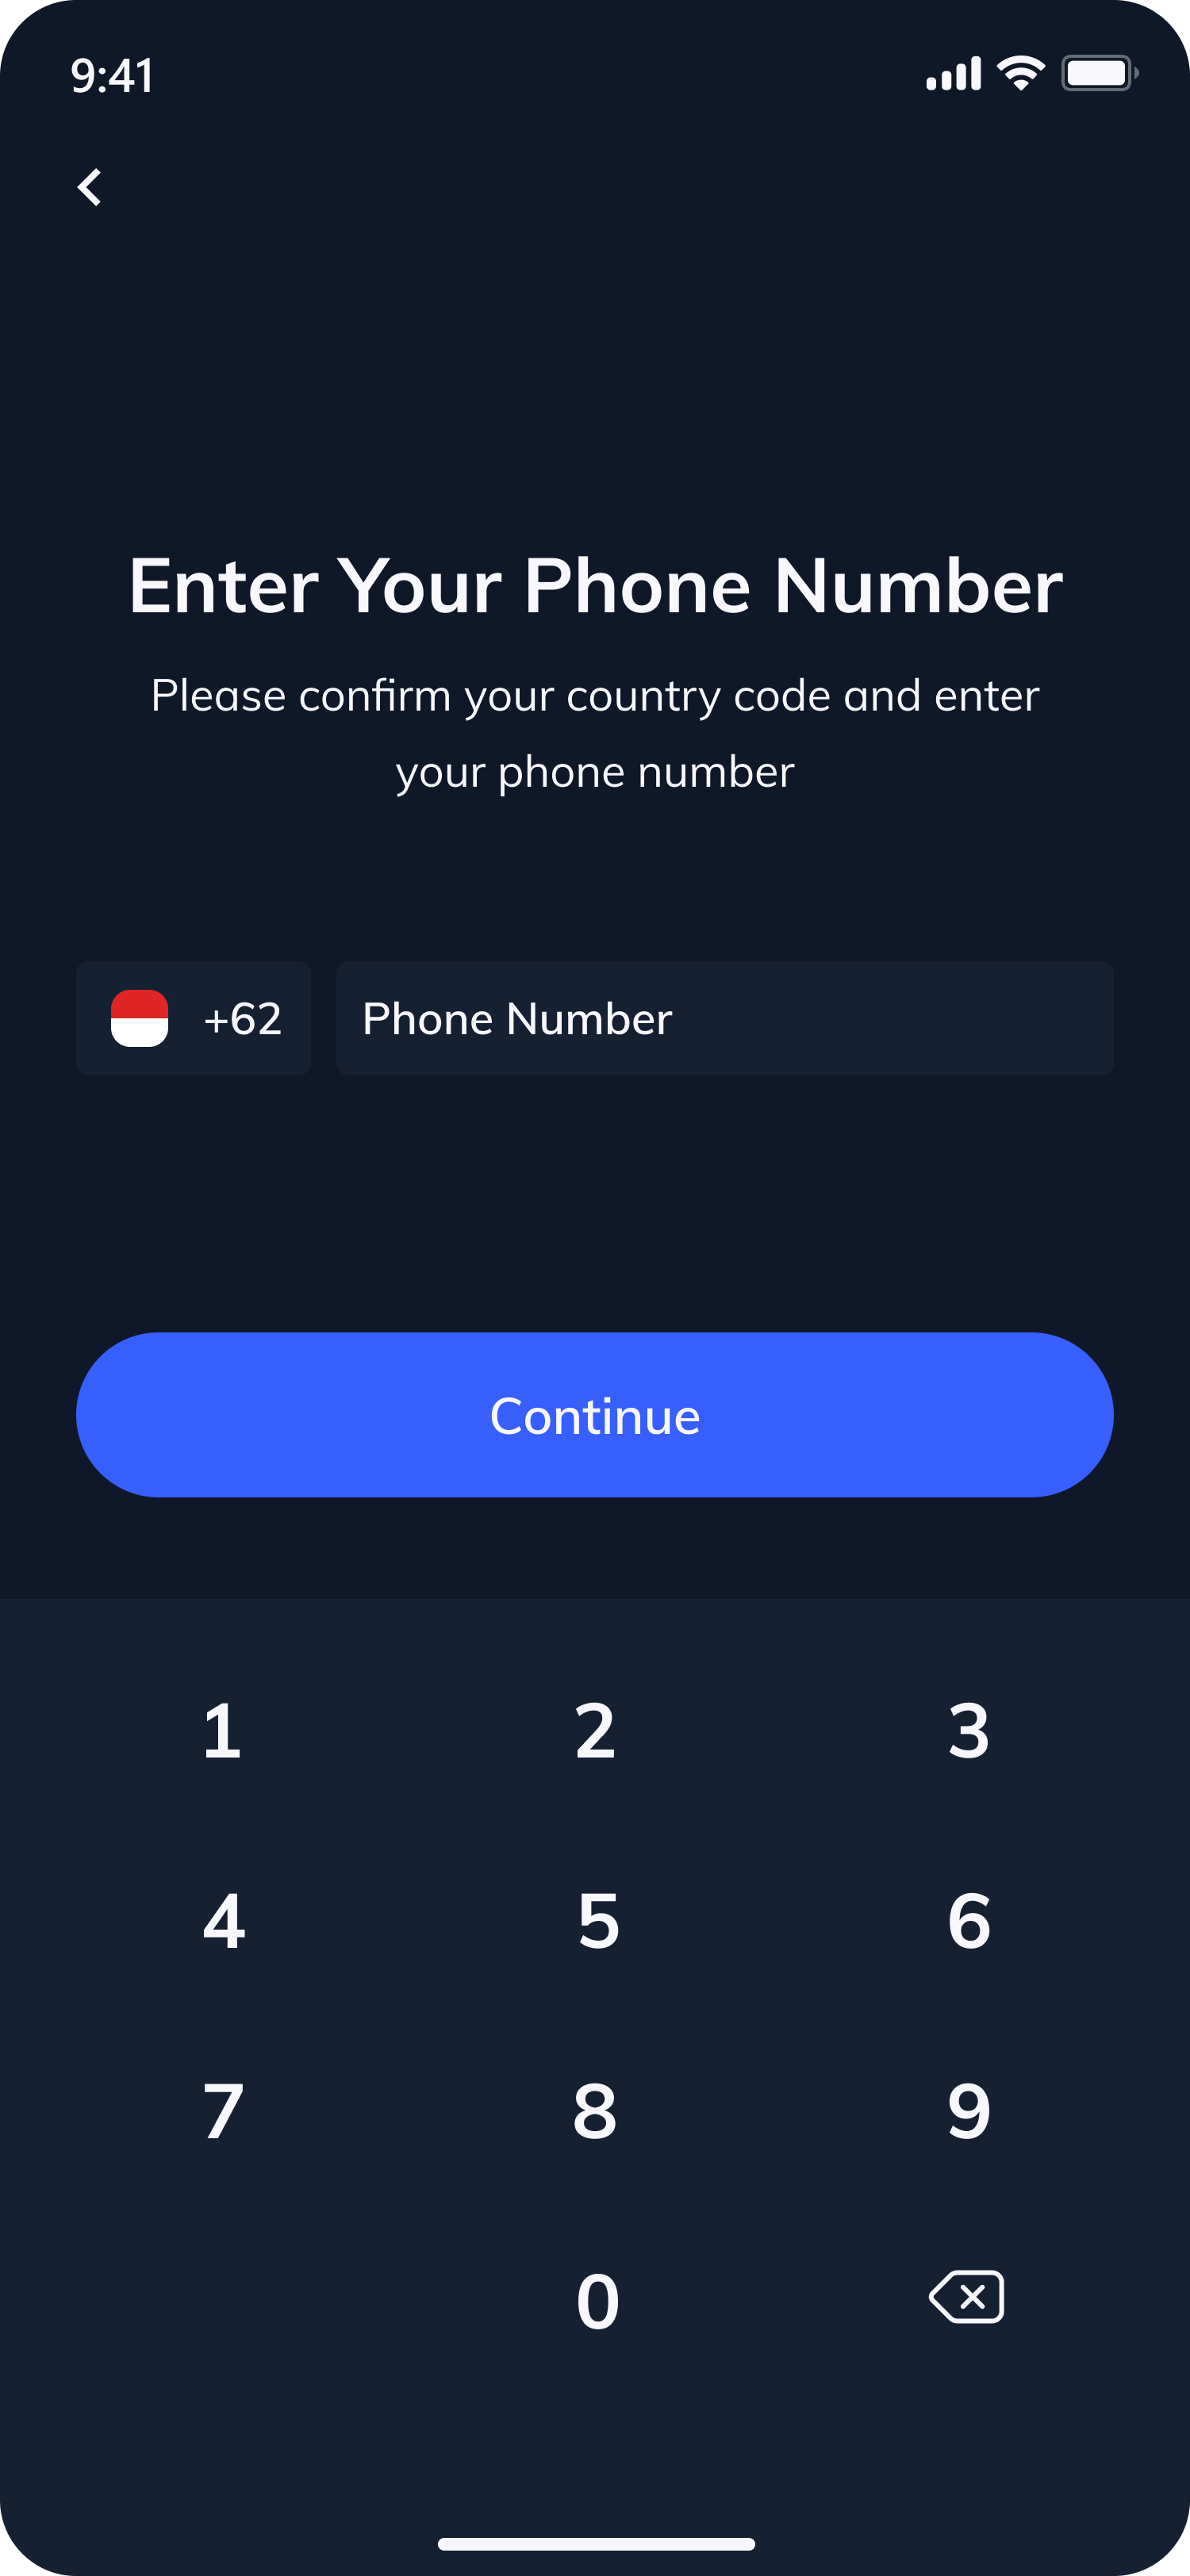 9:41
Enter Your Phone Number
Please confirm your country code and enter
your phone number
+62 Phone Number
Continue
1 2 3
4 5 6
7 8 9
0